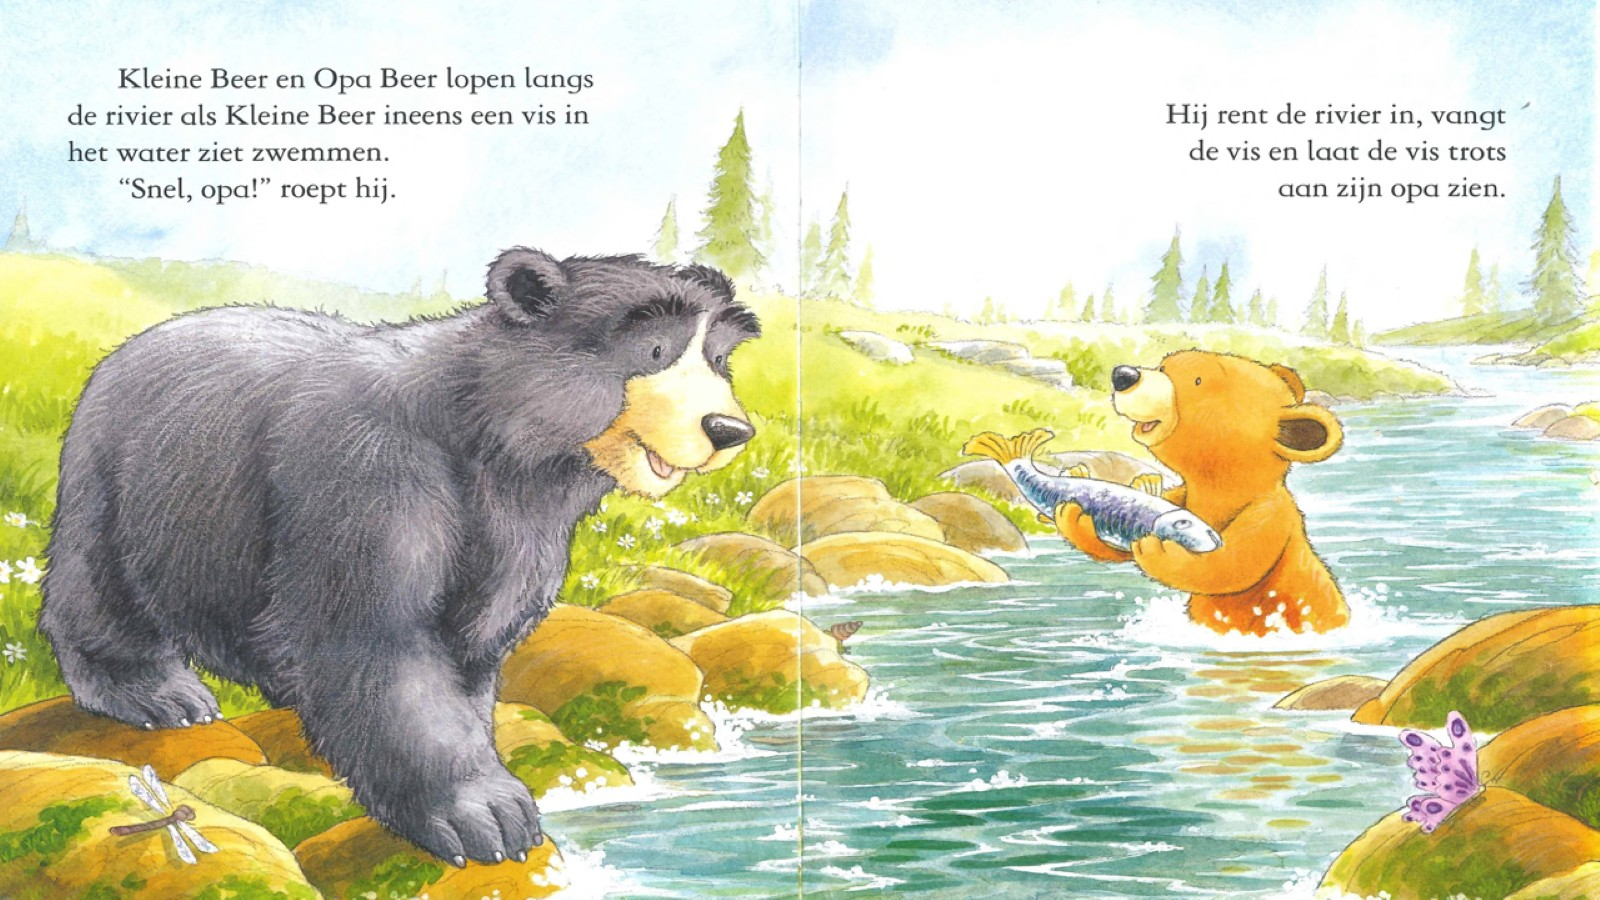 Kleine Beer en Opa Beer lopen langs
de rivier als Kleine Beer ineens een vis in
het water ziet zwemmen.
“Snel, opa!” roept hij.
Hij rent de rivier in, vangt
de vis en laat de vis trots
aan zijn opa zien.